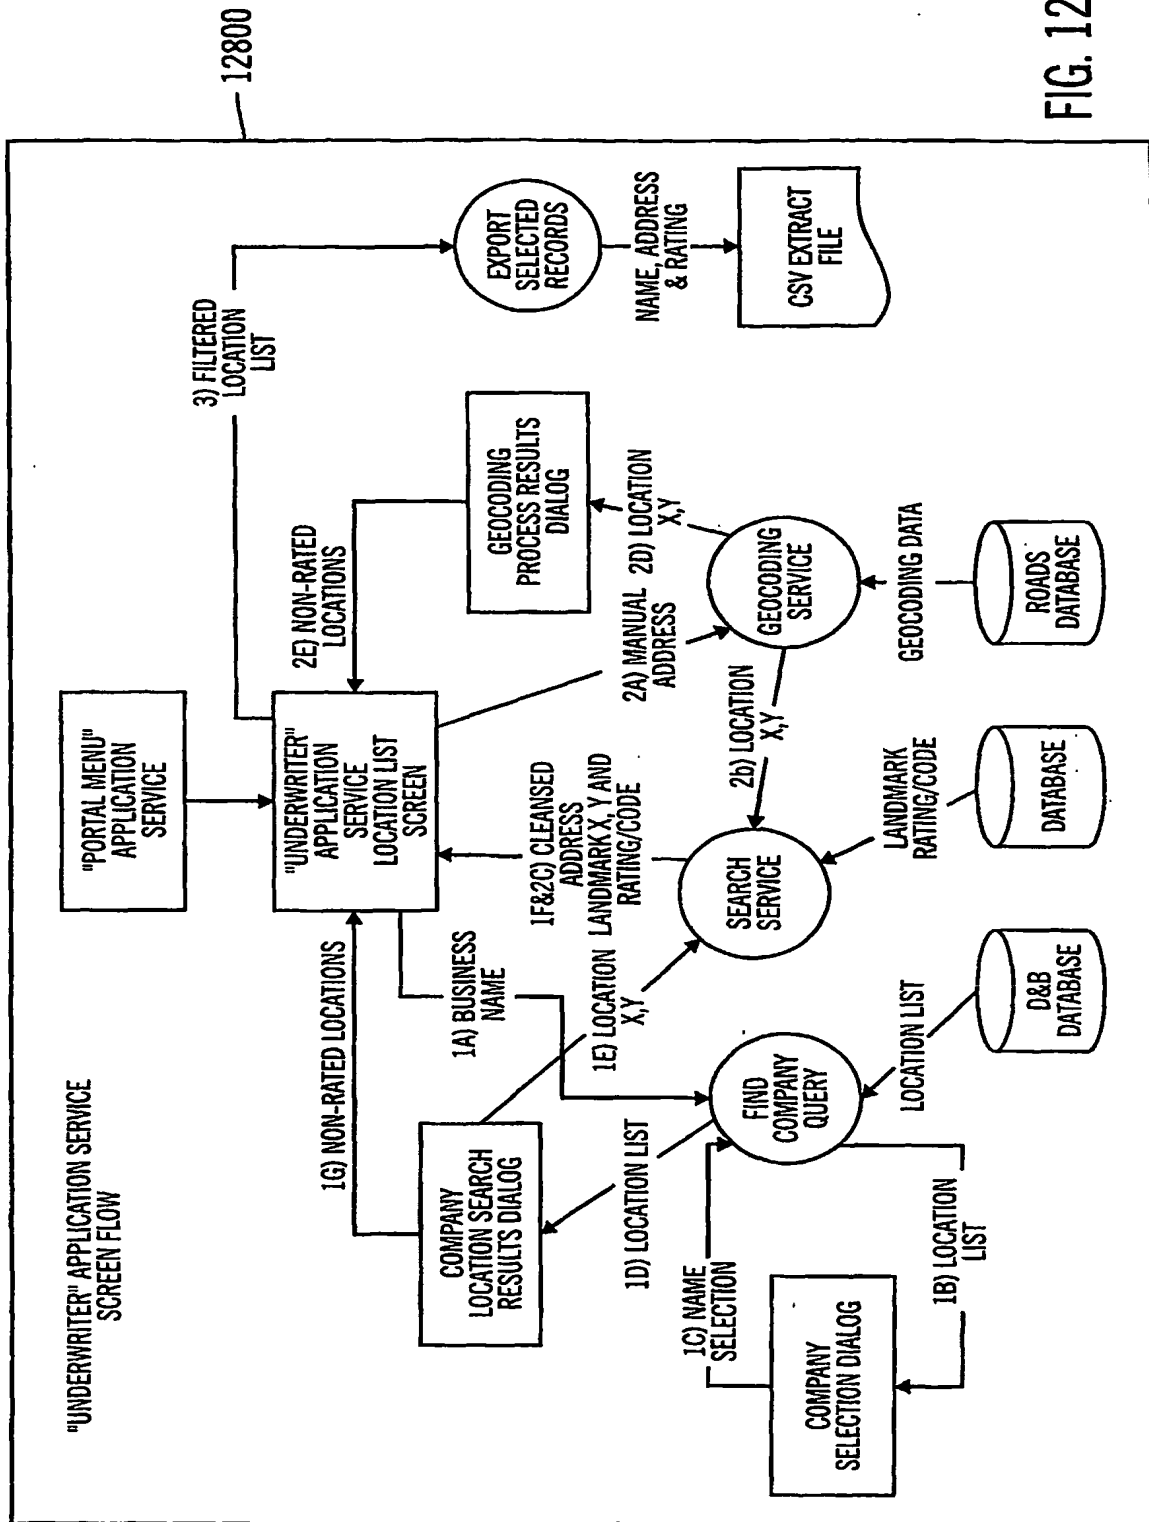 "UNDERWRITER" APPLICATION SERVICE
SCREEN FLOW
12800
"PORTAL MENU"
APPLICATION
SERVICE
"UNDERWRITER"
APPLICATION
SERVICE
LOCATION LIST
SCREEN
3) FILTERED
LOCATION
LIST
1G) NON-RATED LOCATIONS
2E) NON-RATED
LOCATIONS
1A) BUSINESS
NAME
COMPANY
LOCATION SEARCH
RESULTS DIALOG
GEOCODING
PROCESS RESULTS
DIALOG
EXPORT
SELECTED
RECORDS
1F&2C) CLEANSED
ADDRESS
LANDMARK X, Y AND
RATING/CODE
1E) LOCATION
X,Y
2A) MANUAL
ADDRESS
2D) LOCATION
X,Y
NAME, ADDRESS
& RATING
1D) LOCATION LIST
1C) NAME
SELECTION
FIND
COMPANY
QUERY
SEARCH
SERVICE
2b) LOCATION
X,Y
GEOCODING
SERVICE
CSV EXTRACT
FILE
COMPANY
SELECTION DIALOG
1B) LOCATION
LIST
LOCATION LIST
LANDMARK
RATING/CODE
GEOCODING DATA
D&B
DATABASE
DATABASE
ROADS
DATABASE
FIG. 12